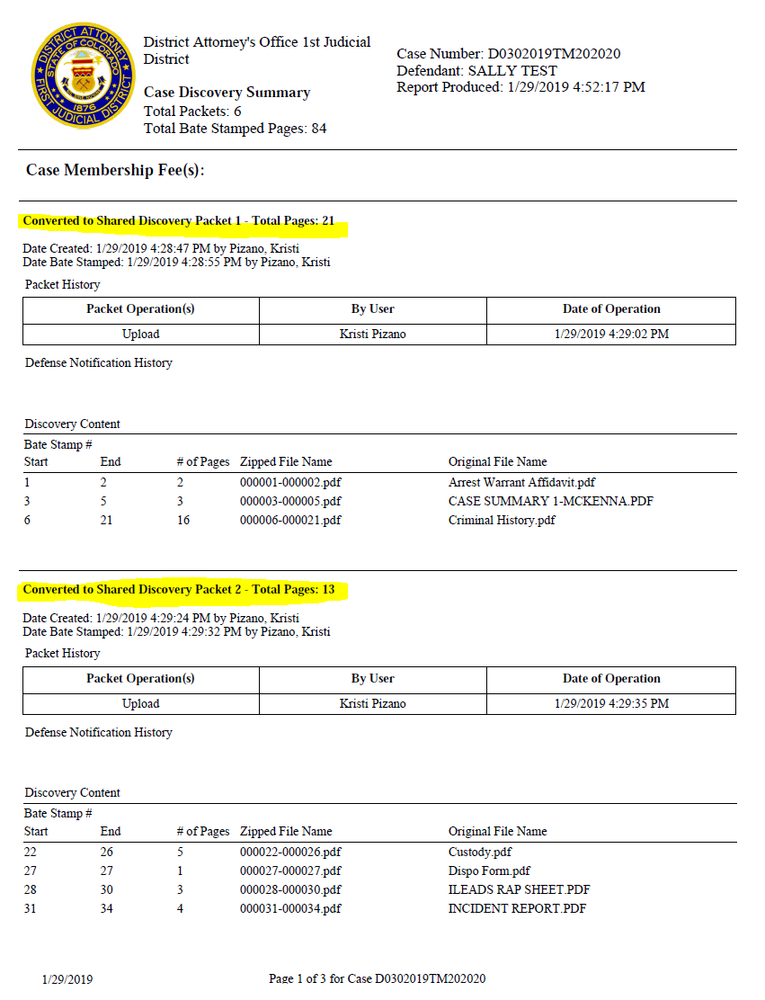 DISTRICT ATTORNEY
STATE OF COLORADO
1876
FIRST JUDICIAL DISTRICT
District Attorney's Office 1st Judicial
District
Case Discovery Summary
Total Packets: 6
Total Bate Stamped Pages: 84
Case Number: D0302019TM202020
Defendant: SALLY TEST
Report Produced: 1/29/2019 4:52:17 PM
Case Membership Fee(s):
Converted to Shared Discovery Packet 1 - Total Pages: 21
Date Created: 1/29/2019 4:28:47 PM by Pizano, Kristi
Date Bate Stamped: 1/29/2019 4:28:55 PM by Pizano, Kristi
Packet History
Packet Operation(s) By User Date of Operation
Upload Kristi Pizano 1/29/2019 4:29:02 PM
Defense Notification History
Discovery Content
Bate Stamp #
Start End # of Pages Zipped File Name Original File Name
1 2 2 000001-000002.pdf Arrest Warrant Affidavit.pdf
3 5 3 000003-000005.pdf CASE SUMMARY 1-MCKENNA.PDF
6 21 16 000006-000021.pdf Criminal History.pdf
Converted to Shared Discovery Packet 2 - Total Pages: 13
Date Created: 1/29/2019 4:29:24 PM by Pizano, Kristi
Date Bate Stamped: 1/29/2019 4:29:32 PM by Pizano, Kristi
Packet History
Packet Operation(s) By User Date of Operation
Upload Kristi Pizano 1/29/2019 4:29:35 PM
Defense Notification History
Discovery Content
Bate Stamp #
Start End # of Pages Zipped File Name Original File Name
22 26 5 000022-000026.pdf Custody.pdf
27 27 1 000027-000027.pdf Dispo Form.pdf
28 30 3 000028-000030.pdf ILEADS RAP SHEET.PDF
31 34 4 000031-000034.pdf INCIDENT REPORT.PDF
1/29/2019 Page 1 of 3 for Case D0302019TM202020